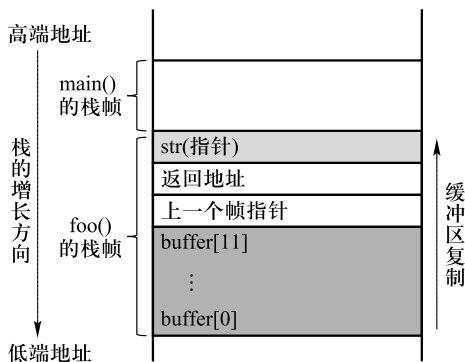 高端地址
main()
的栈帧
str(指针)
返回地址
上一个帧指针
foo()
的栈帧
buffer[11]
⋮
buffer[0]
栈的增长方向
缓冲区复制
低端地址